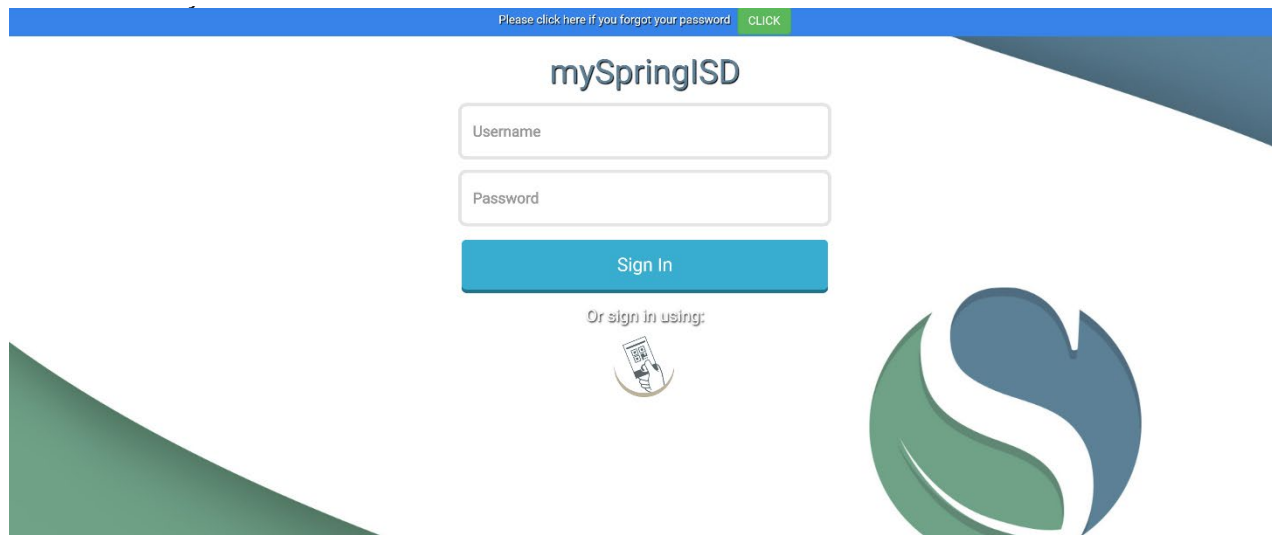 Please click here if you forgot your password CLICK
mySpringISD
Username
Password
Sign In
Or sign in using: